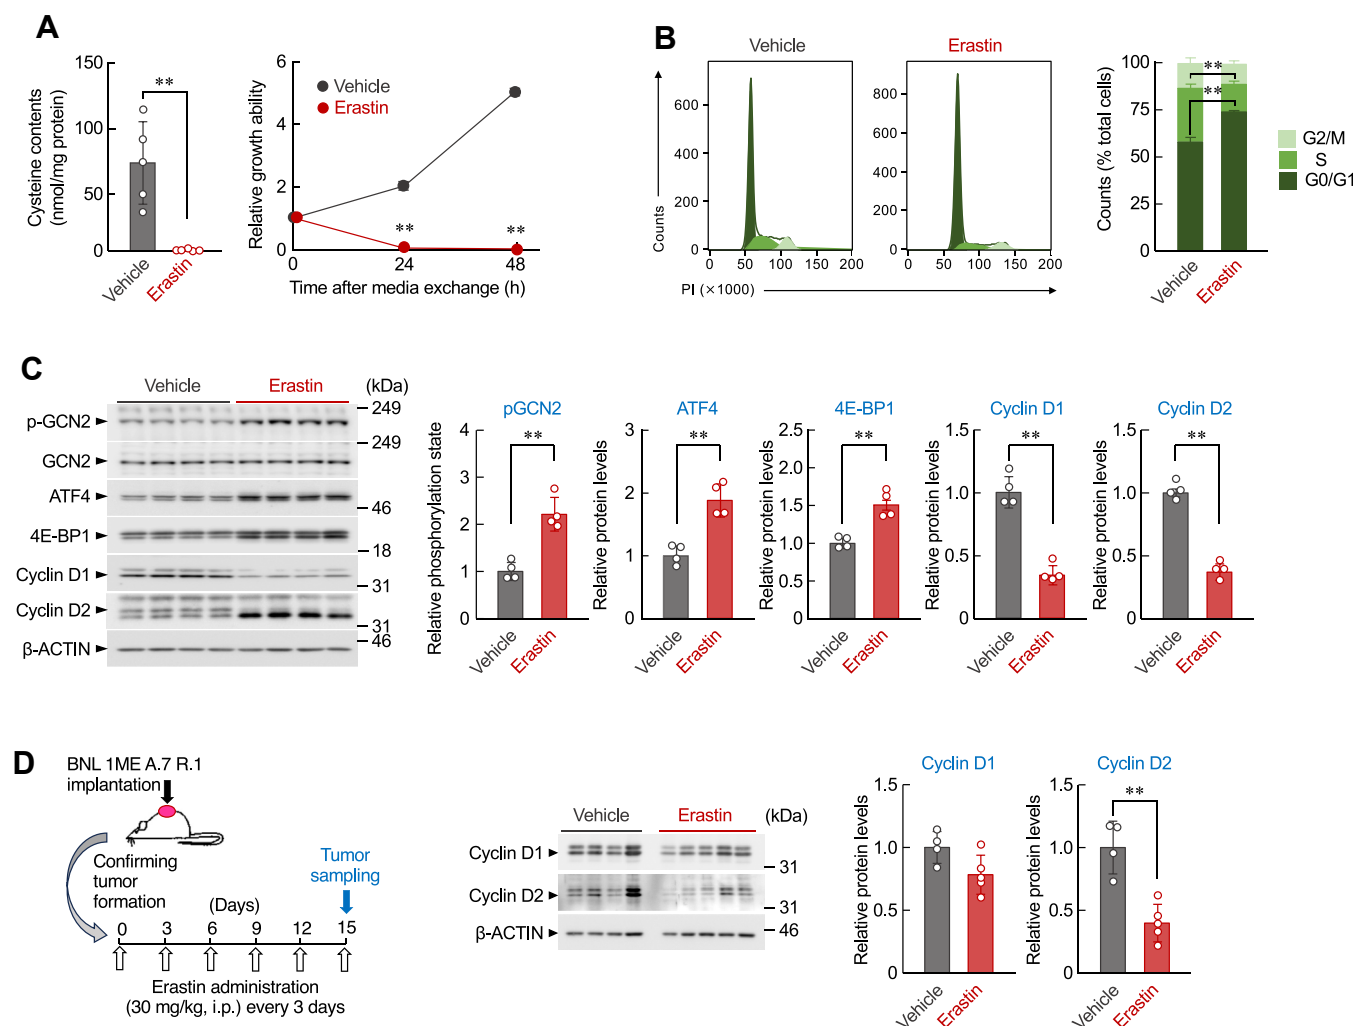 A
Cysteine contents
(nmol/mg protein)
150
100
50
0
**
Vehicle
Erastin
Relative growth ability
6
4
2
0
Vehicle
Erastin
**
**
0
24
48
Time after media exchange (h)
B
Vehicle
Erastin
Counts
600
400
200
0
800
600
400
200
0
0
50
100
150
200
0
50
100
150
200
PI (×1000)
Counts (% total cells)
100
75
50
25
0
**
**
Vehicle
Erastin
G2/M
S
G0/G1
C
Vehicle
Erastin
(kDa)
p-GCN2
249
249
GCN2
ATF4
46
4E-BP1
18
Cyclin D1
31
Cyclin D2
31
β-ACTIN
46
pGCN2
Relative phosphorylation state
6
4
2
0
**
Vehicle
Erastin
ATF4
Relative protein levels
3
2
1
0
**
Vehicle
Erastin
4E-BP1
Relative protein levels
2.5
2.0
1.5
1.0
0.5
0
**
Vehicle
Erastin
Cyclin D1
Relative protein levels
1.5
1.0
0.5
0
**
Vehicle
Erastin
Cyclin D2
Relative protein levels
1.5
1.0
0.5
0
**
Vehicle
Erastin
D
BNL 1ME A.7 R.1
implantation
Confirming
tumor
formation
Tumor
sampling
(Days)
0
3
6
9
12
15
Erastin administration
(30 mg/kg, i.p.) every 3 days
Vehicle
Erastin
(kDa)
Cyclin D1
31
Cyclin D2
31
β-ACTIN
46
Cyclin D1
Relative protein levels
1.5
1.0
0.5
0
Vehicle
Erastin
Cyclin D2
Relative protein levels
1.5
1.0
0.5
0
**
Vehicle
Erastin